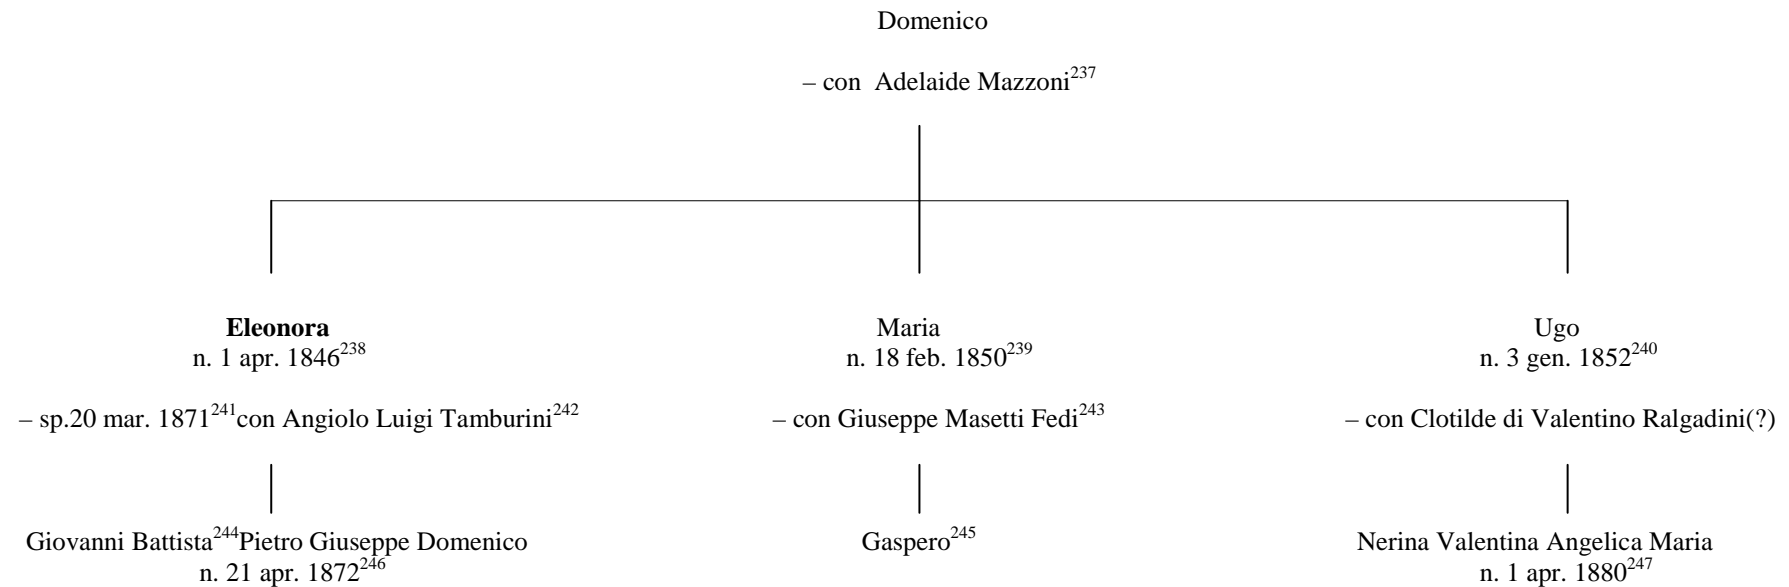 Domenico
– con Adelaide Mazzoni237
Eleonora
n. 1 apr. 1846238
– sp.20 mar. 1871241con Angiolo Luigi Tamburini242
Giovanni Battista244Pietro Giuseppe Domenico
n. 21 apr. 1872246
Maria
n. 18 feb. 1850239
– con Giuseppe Masetti Fedi243
Gaspero245
Ugo
n. 3 gen. 1852240
– con Clotilde di Valentino Ralgadini(?)
Nerina Valentina Angelica Maria
n. 1 apr. 1880247